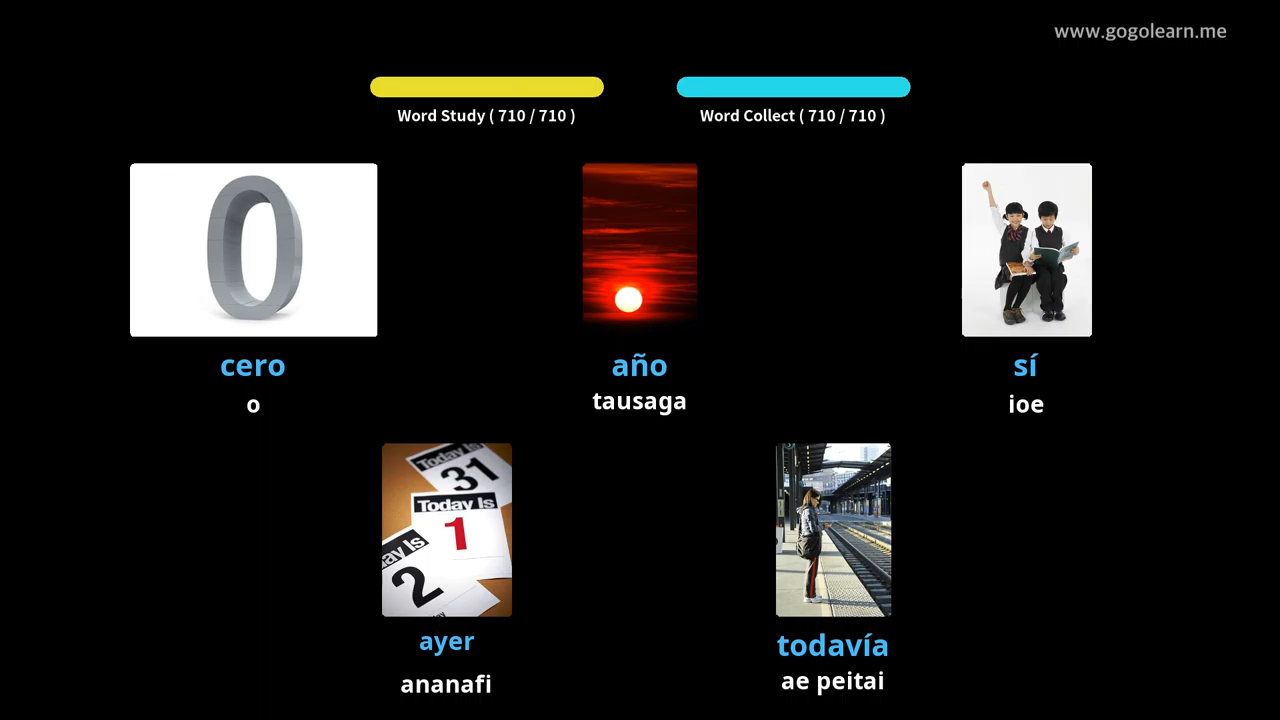 www.gogolearn.me
Word Study ( 710 / 710 )
Word Collect ( 710 / 710 )
0
cero
o
año
tausaga
sí
ioe
Today Is
31
Today Is
1
ay Is
2
ayer
ananafi
todavía
ae peitai